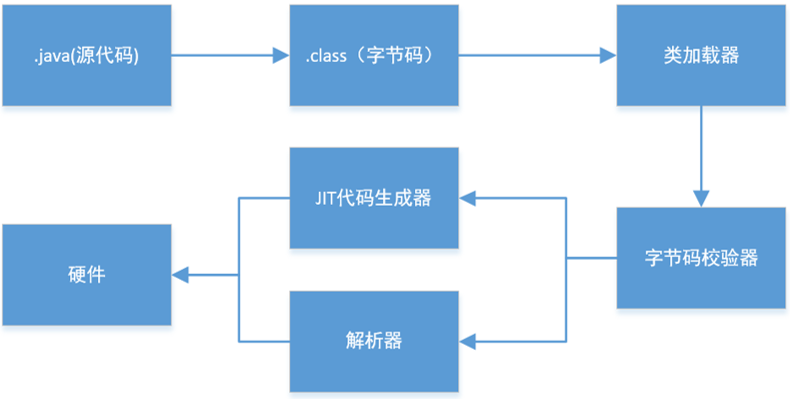 .java(源代码)
.class（字节码）
类加载器
JIT代码生成器
字节码校验器
硬件
解析器